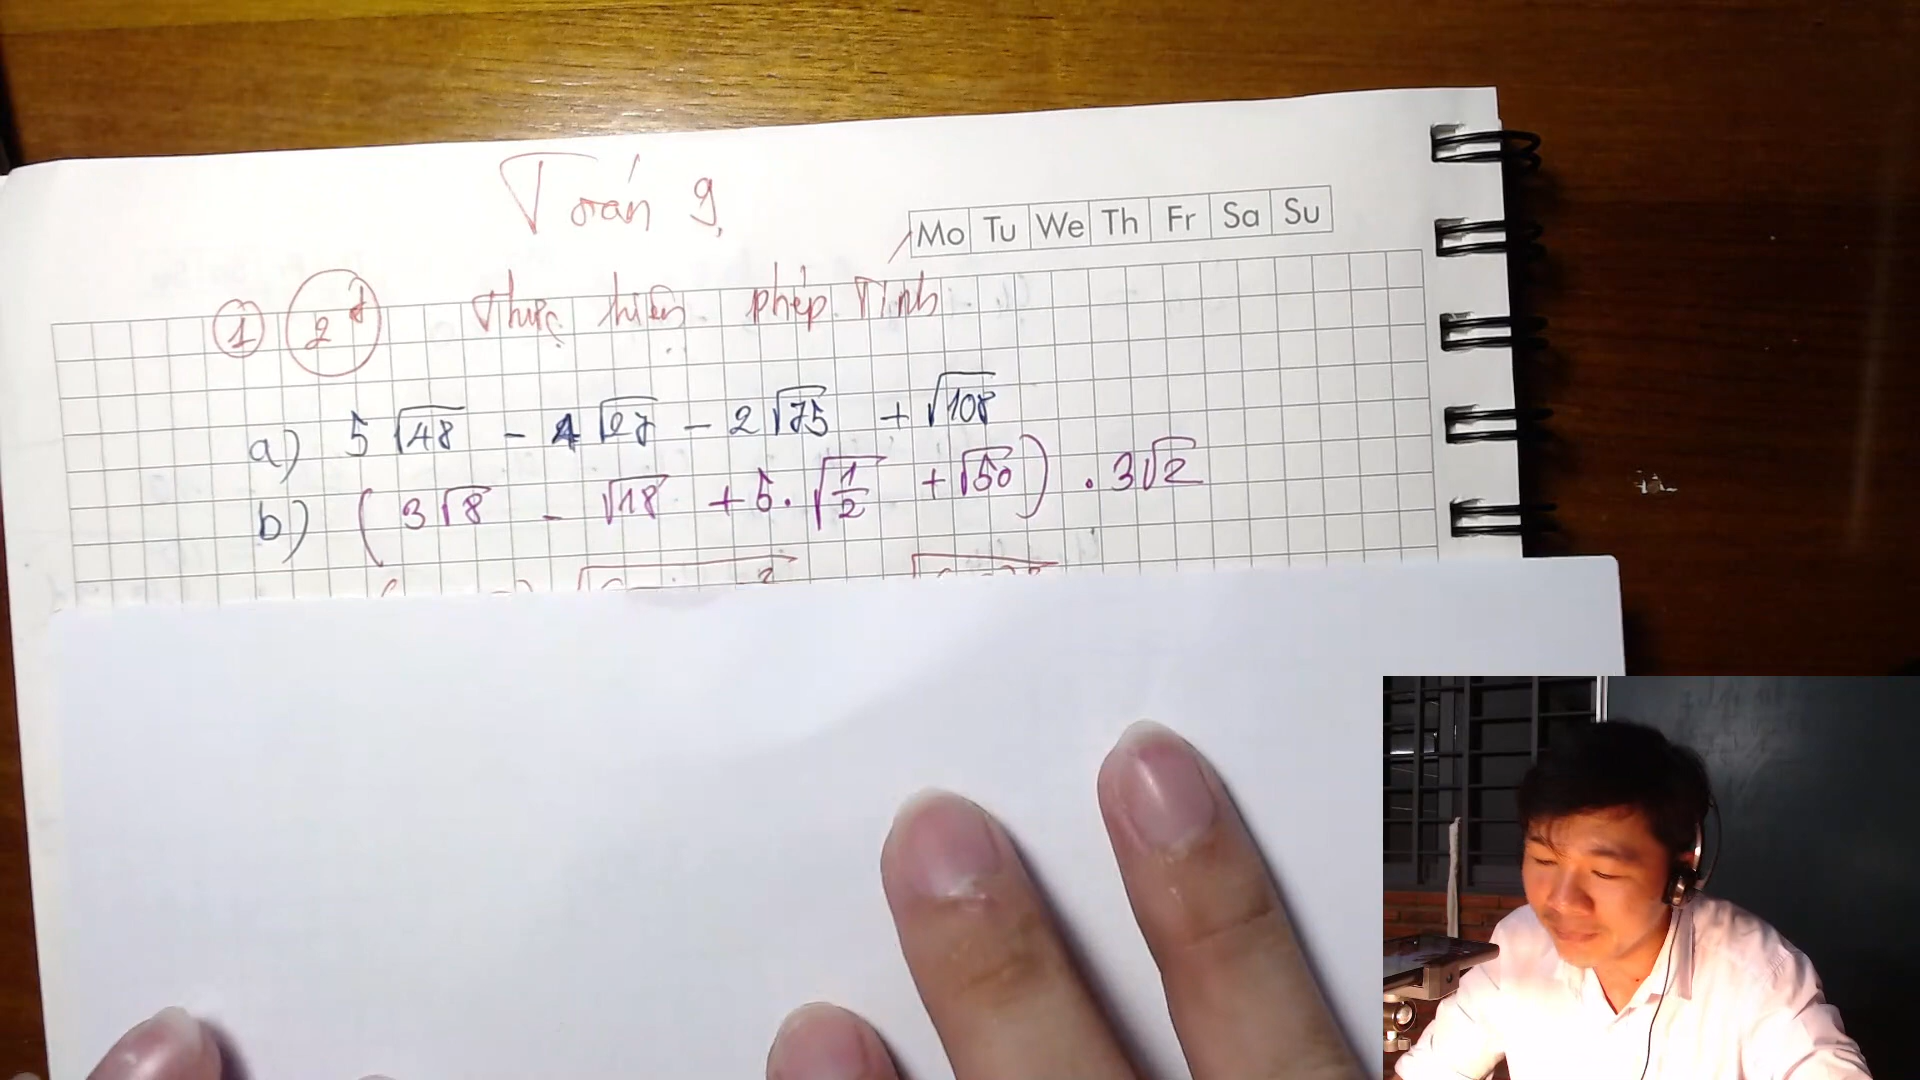 Toán 9
Mo Tu We Th Fr Sa Su
1 2đ Thực hiện phép Tính
a) 5√48 - 4√27 - 2√75 + √108
b) (3√8 - √18 + 5.√1/2 + √50) . 3√2